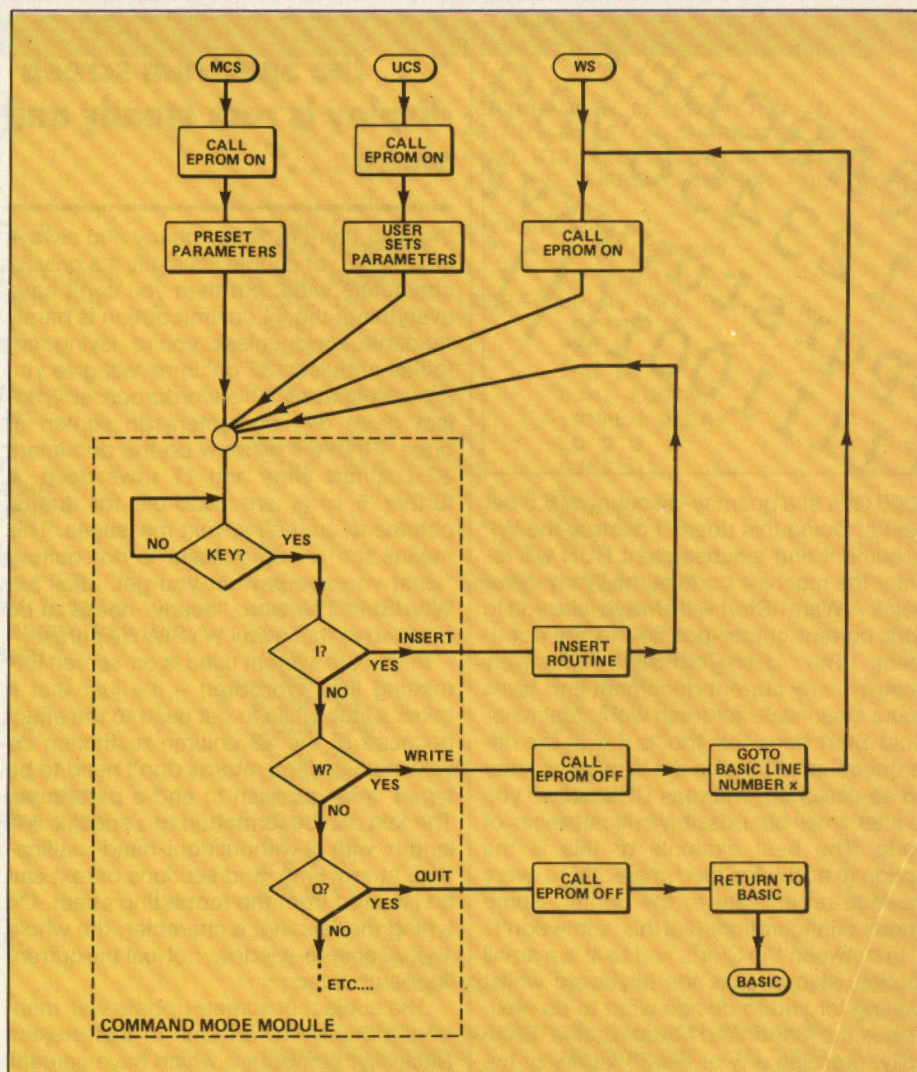 MCS
UCS
WS
CALL
EPROM ON
CALL
EPROM ON
PRESET
PARAMETERS
USER
SETS
PARAMETERS
CALL
EPROM ON
NO
KEY?
YES
I?
INSERT
YES
INSERT
ROUTINE
NO
W?
WRITE
YES
CALL
EPROM OFF
GOTO
BASIC LINE
NUMBER x
NO
Q?
QUIT
YES
CALL
EPROM OFF
RETURN TO
BASIC
NO
ETC....
BASIC
COMMAND MODE MODULE